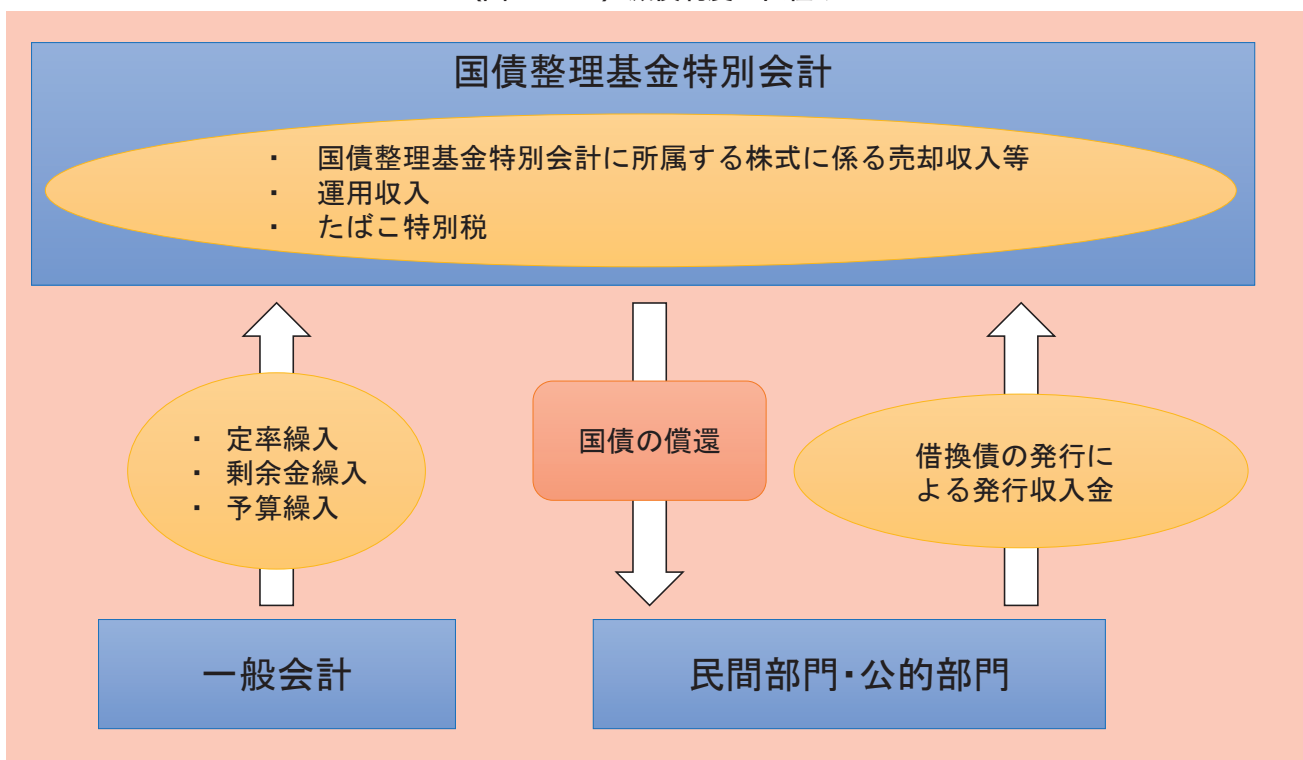 国債整理基金特別会計
・ 国債整理基金特別会計に所属する株式に係る売却収入等
・ 運用収入
・ たばこ特別税
・ 定率繰入
・ 剰余金繰入
・ 予算繰入
国債の償還
借換債の発行に
よる発行収入金
一般会計
民間部門・公的部門